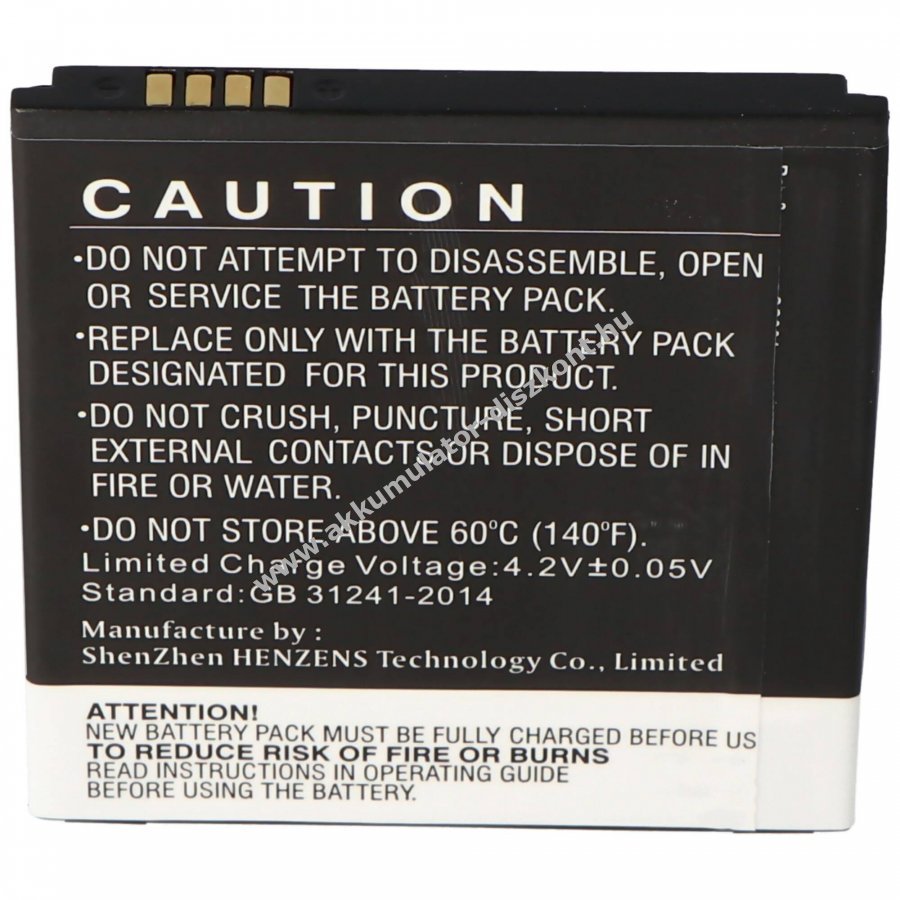 CAUTION
•DO NOT ATTEMPT TO DISASSEMBLE, OPEN
OR SERVICE THE BATTERY PACK.
•REPLACE ONLY WITH THE BATTERY PACK
DESIGNATED FOR THIS PRODUCT.
•DO NOT CRUSH, PUNCTURE, SHORT
EXTERNAL CONTACTS OR DISPOSE OF IN
FIRE OR WATER.
•DO NOT STORE ABOVE 60°C (140°F).
Limited Charge Voltage:4.2V±0.05V
Standard:GB 31241-2014
Manufacture by :
ShenZhen HENZENS Technology Co., Limited
ATTENTION!
NEW BATTERY PACK MUST BE FULLY CHARGED BEFORE US
TO REDUCE RISK OF FIRE OR BURNS
READ INSTRUCTIONS IN OPERATING GUIDE
BEFORE USING THE BATTERY.
www.akkumulator-diszkont.hu